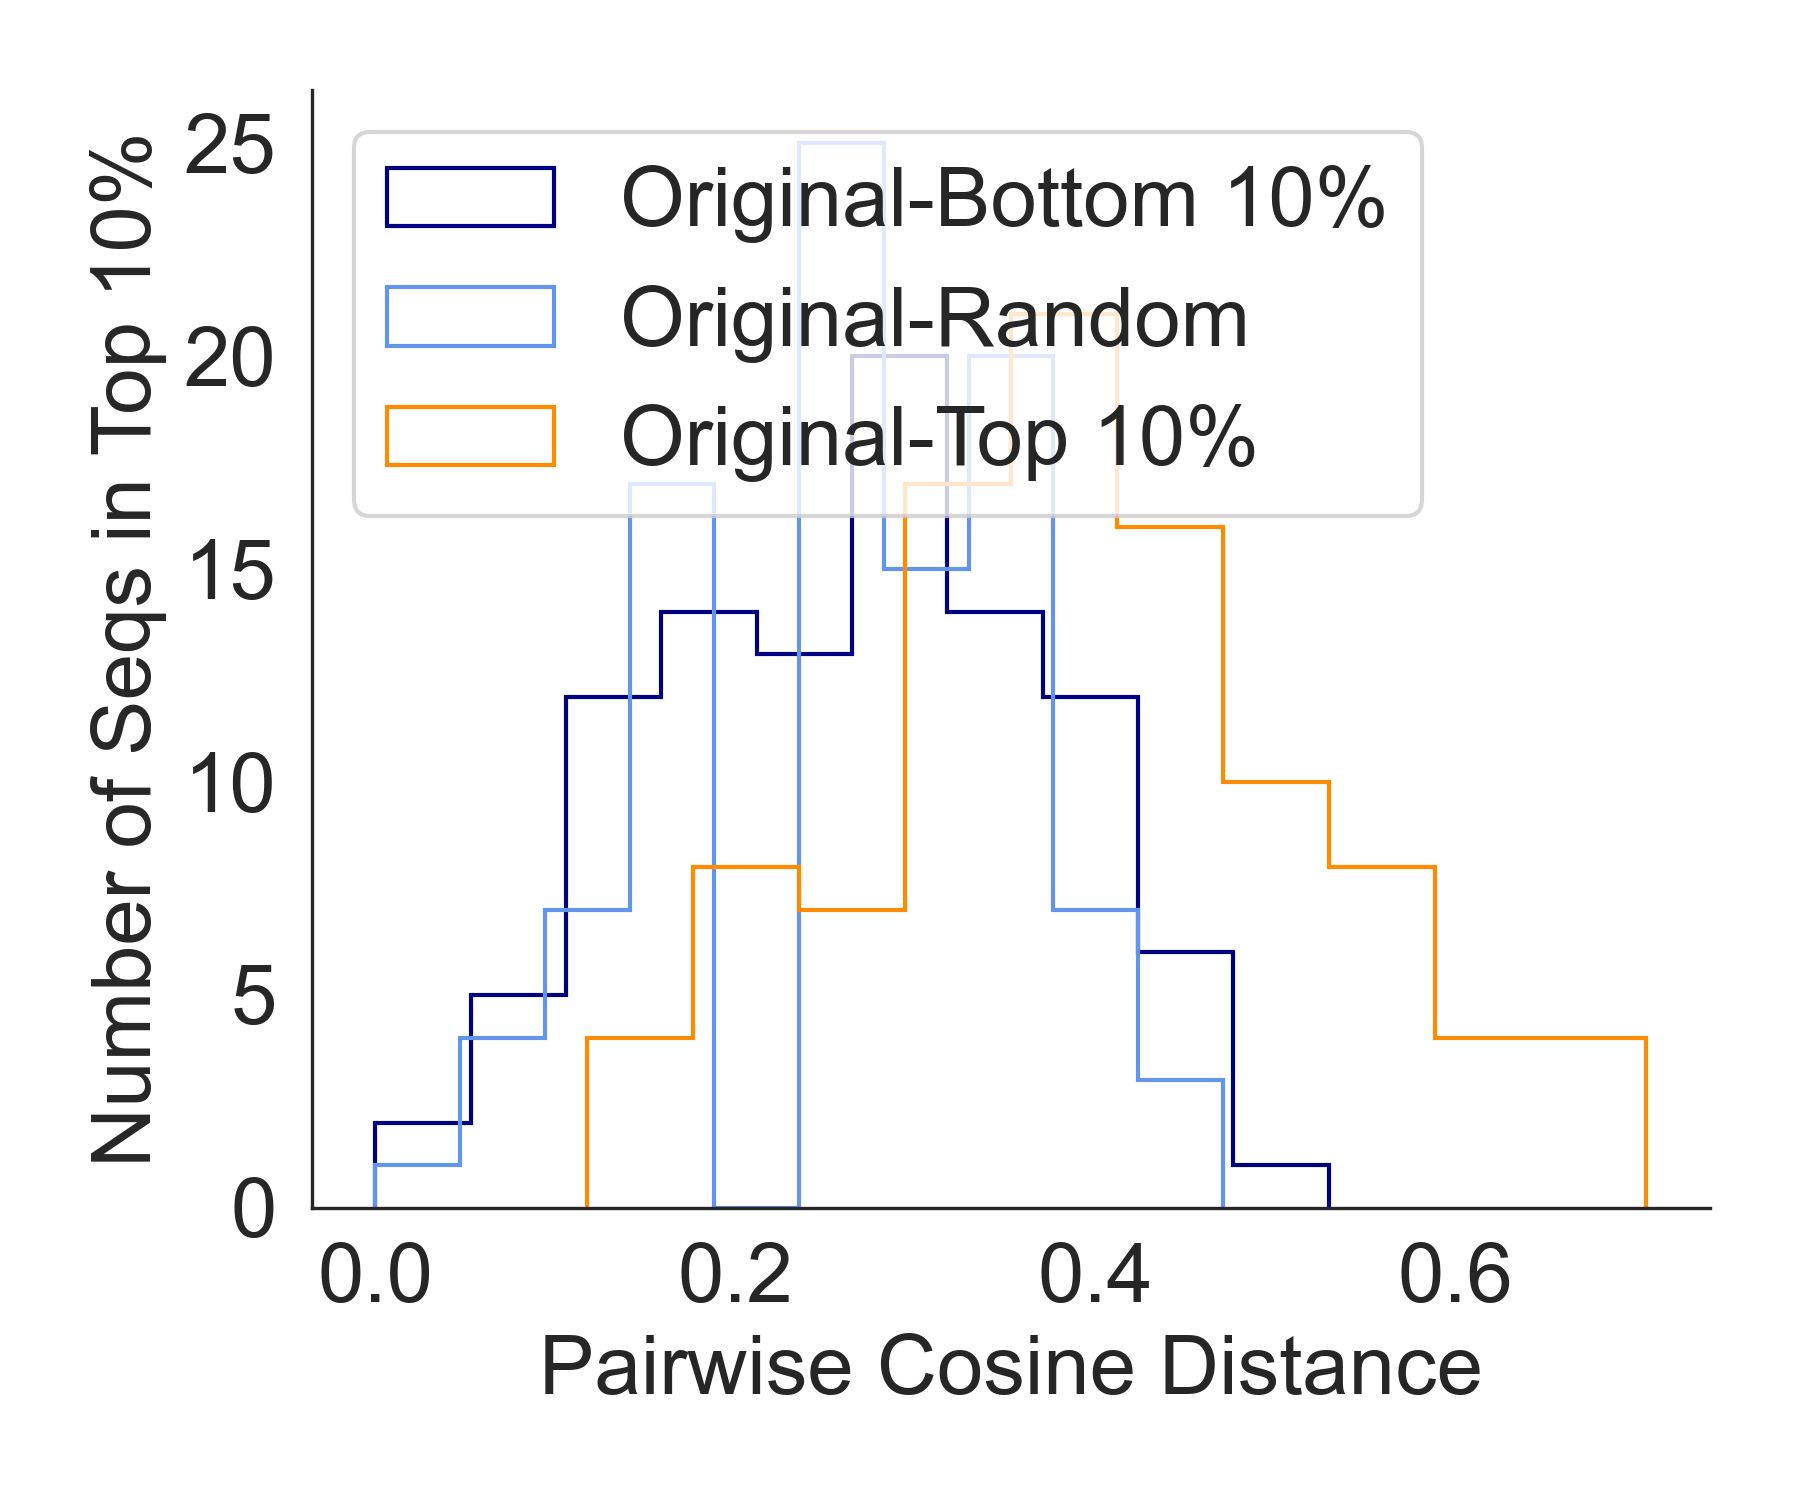 Number of Seqs in Top 10%
25
20
15
10
5
0
Original-Bottom 10%
Original-Random
Original-Top 10%
0.0 0.2 0.4 0.6
Pairwise Cosine Distance